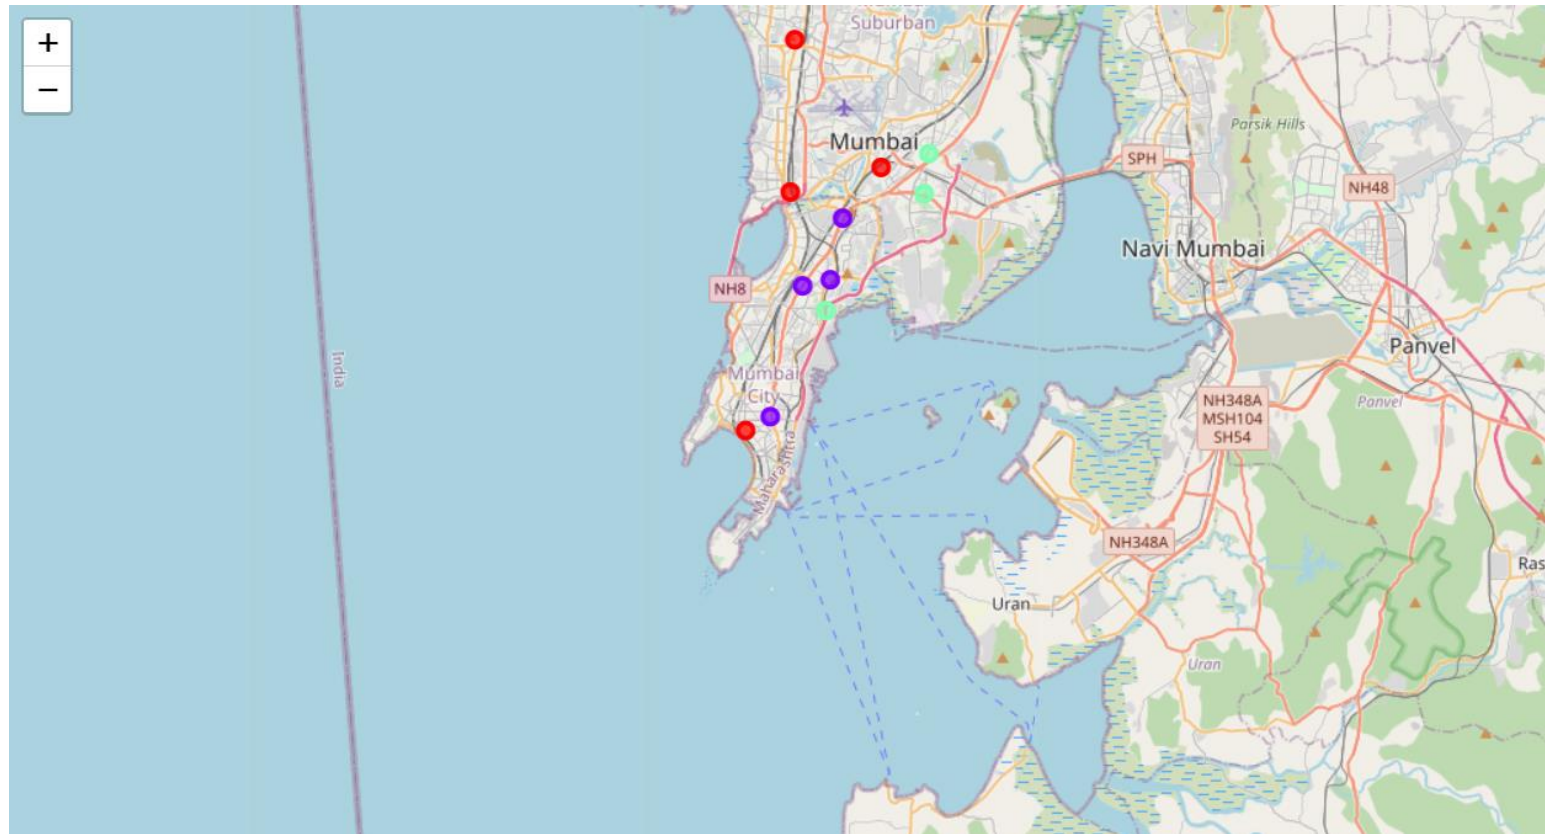 +
−
Suburban
Mumbai
Parsik Hills
SPH
NH48
Navi Mumbai
NH8
India
Panvel
Mumbai
City
NH348A
MSH104
SH54
Panvel
Maharashtra
NH348A
Ras
Uran
Uran